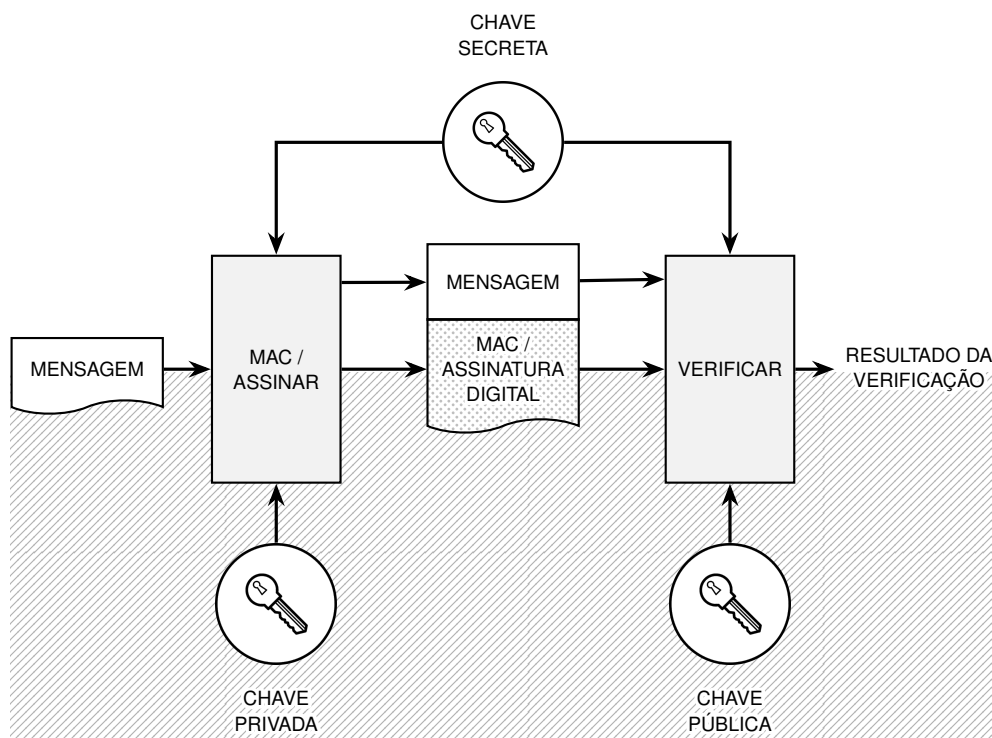 CHAVE
SECRETA
MENSAGEM
MAC /
ASSINAR
MENSAGEM
MAC /
ASSINATURA
DIGITAL
VERIFICAR
RESULTADO DA
VERIFICAÇÃO
CHAVE
PRIVADA
CHAVE
PÚBLICA